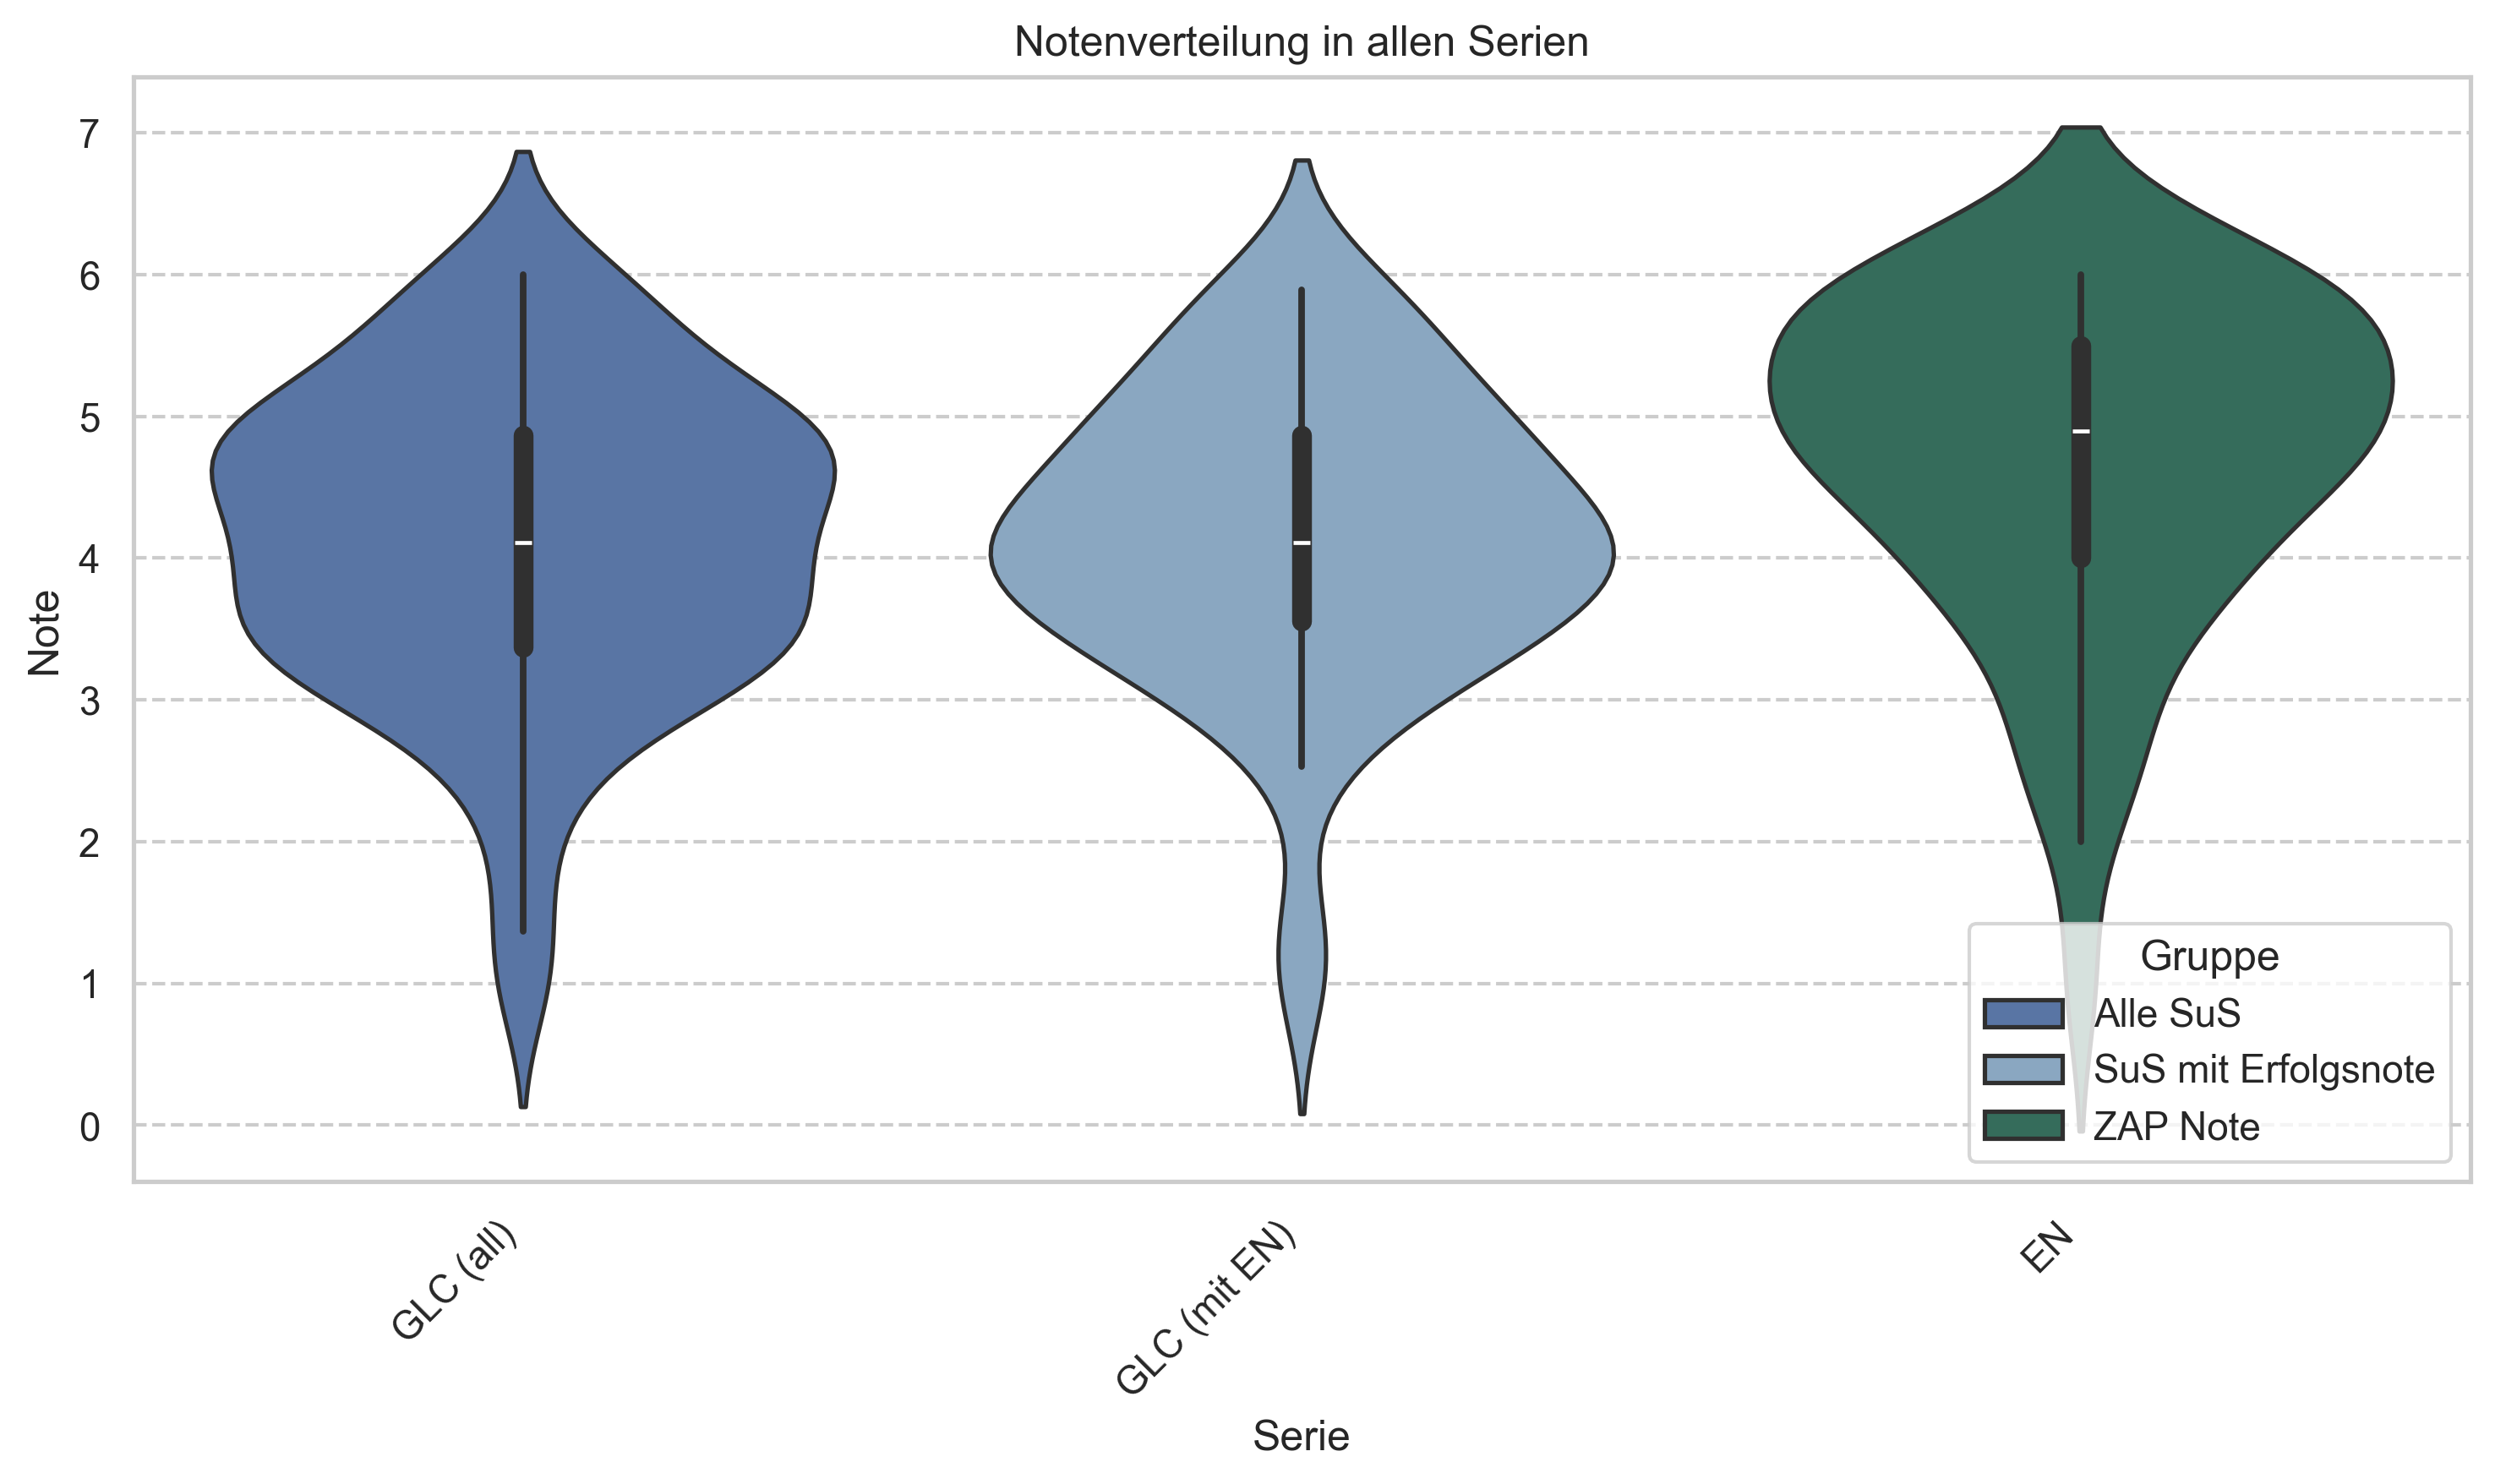 Notenverteilung in allen Serien
Note
7
6
5
4
3
2
1
0
Gruppe
Alle SuS
SuS mit Erfolgsnote
ZAP Note
GLC (all)
GLC (mit EN)
EN
Serie